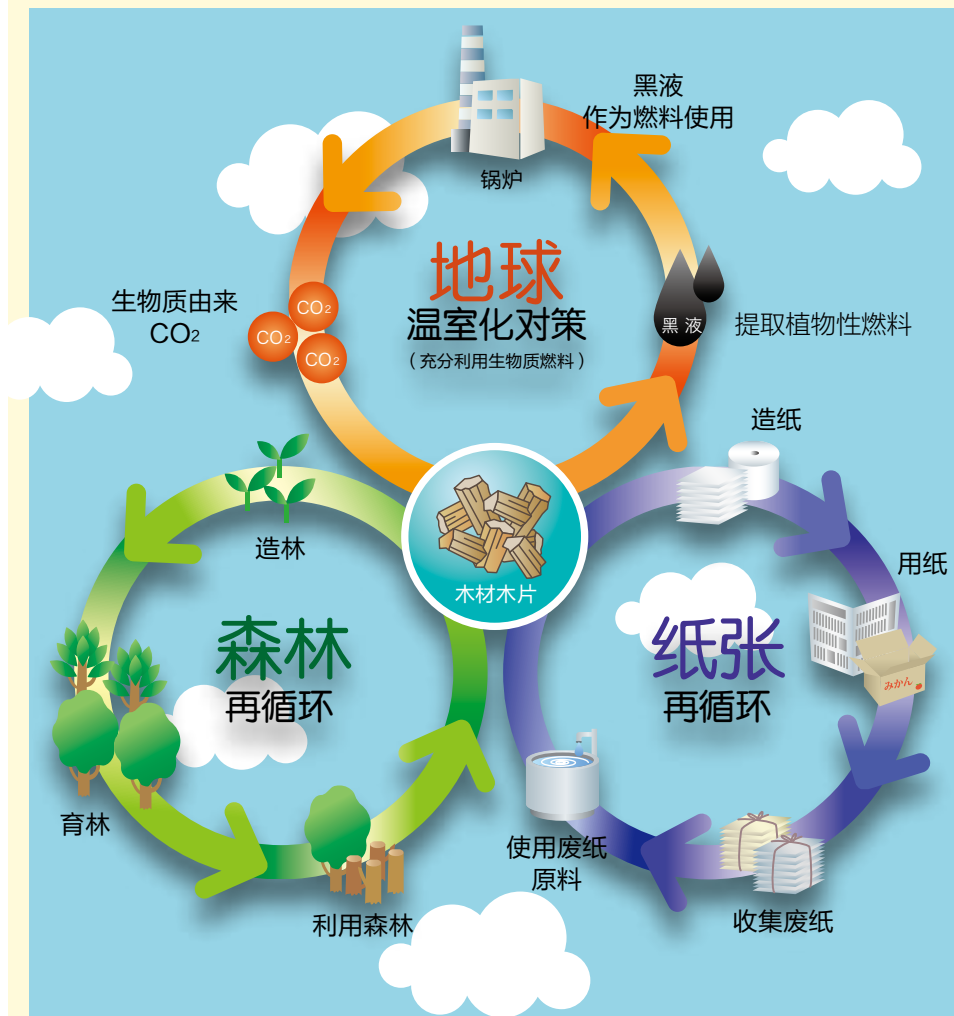 黑液
作为燃料使用
锅炉
地球
温室化对策
（充分利用生物质燃料）
生物质由来
CO₂
CO₂
CO₂
CO₂
黑液
提取植物性燃料
造纸
木材木片
造林
森林
再循环
育林
利用森林
用纸
纸张
再循环
みかん
使用废纸
原料
收集废纸